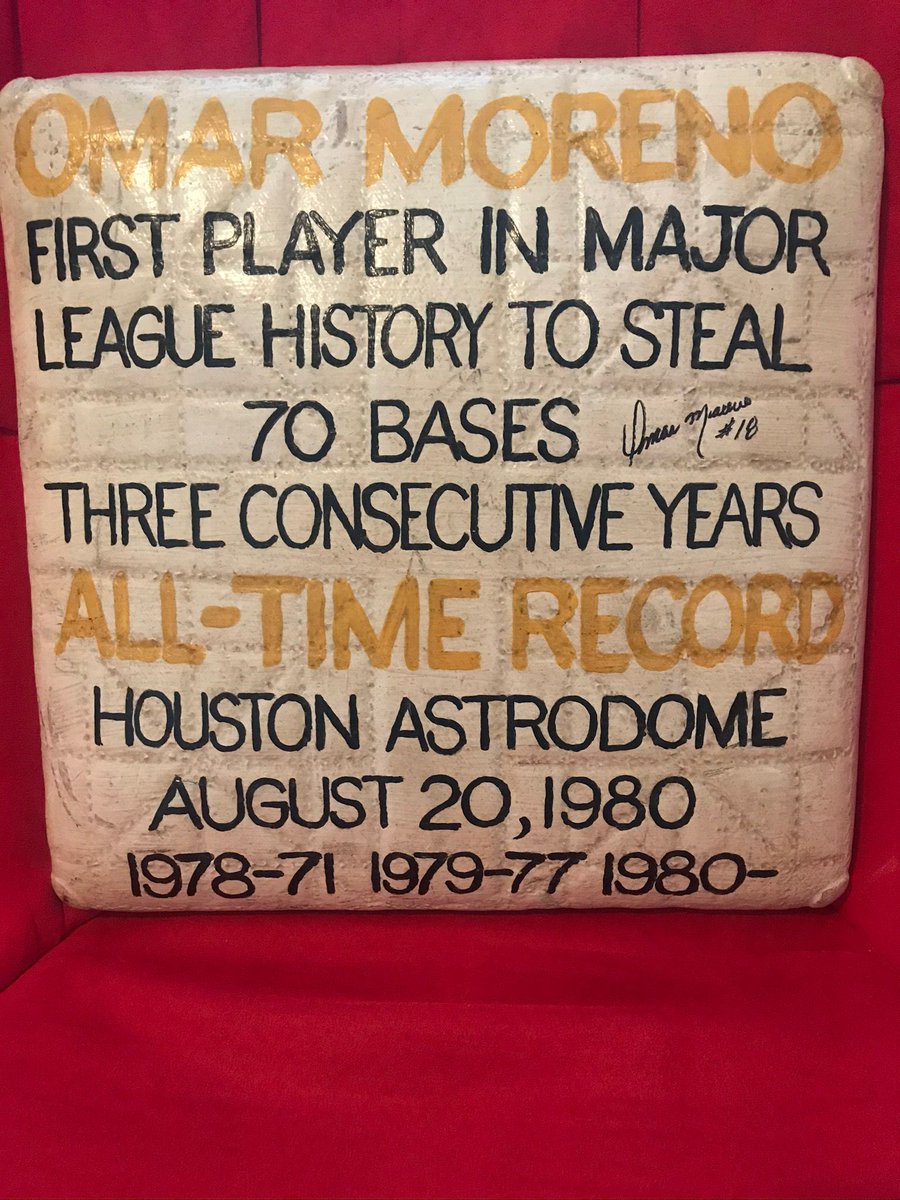 OMAR MORENO
FIRST PLAYER IN MAJOR
LEAGUE HISTORY TO STEAL
70 BASES
Omar Moreno
#18
THREE CONSECUTIVE YEARS
ALL-TIME RECORD
HOUSTON ASTRODOME
AUGUST 20, 1980
1978-71 1979-77 1980-